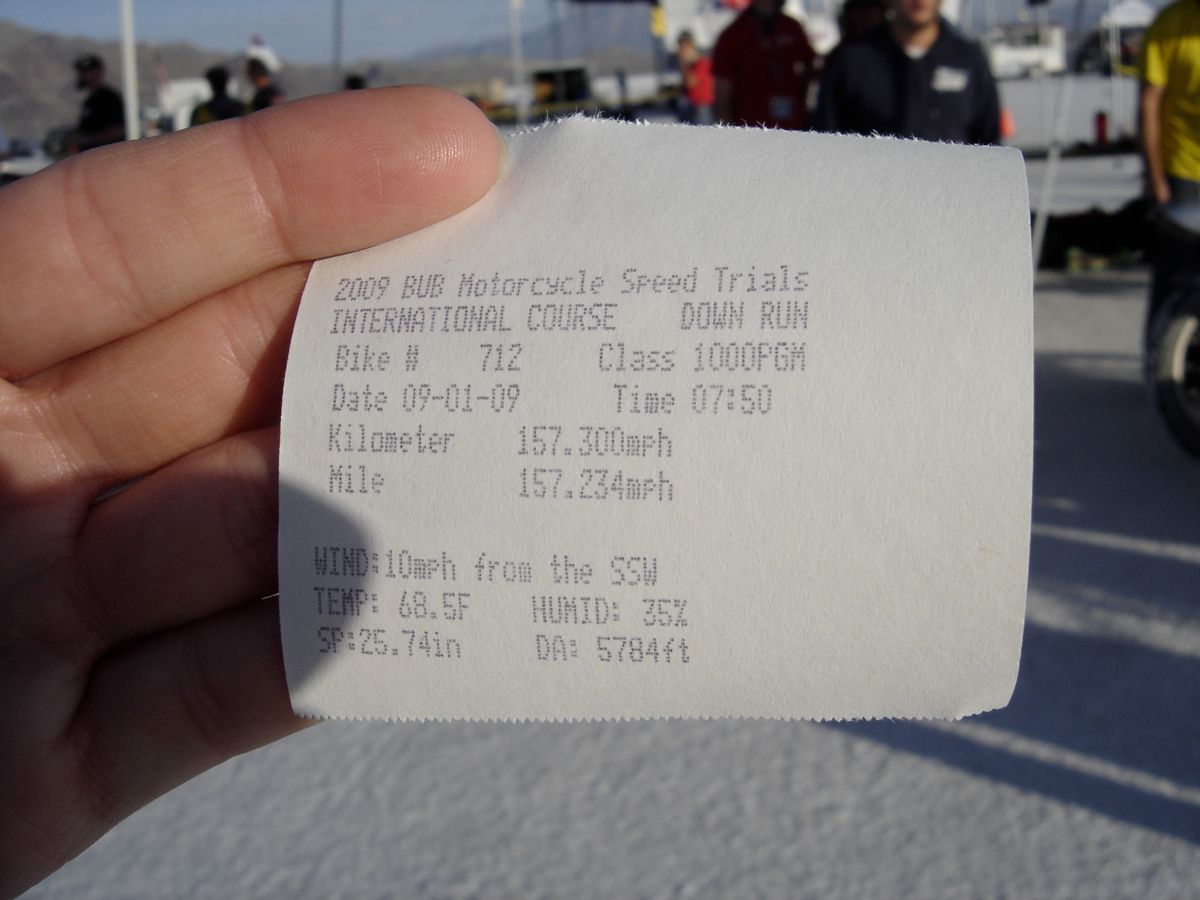 2009 BUB Motorcycle Speed Trials
INTERNATIONAL COURSE DOWN RUN
Bike # 712 Class 1000PGM
Date 09-01-09 Time 07:50
Kilometer 157.300mph
Mile 157.234mph
WIND:10mph from the SSW
TEMP: 68.5F HUMID: 35%
SP:25.74in DA: 5784ft